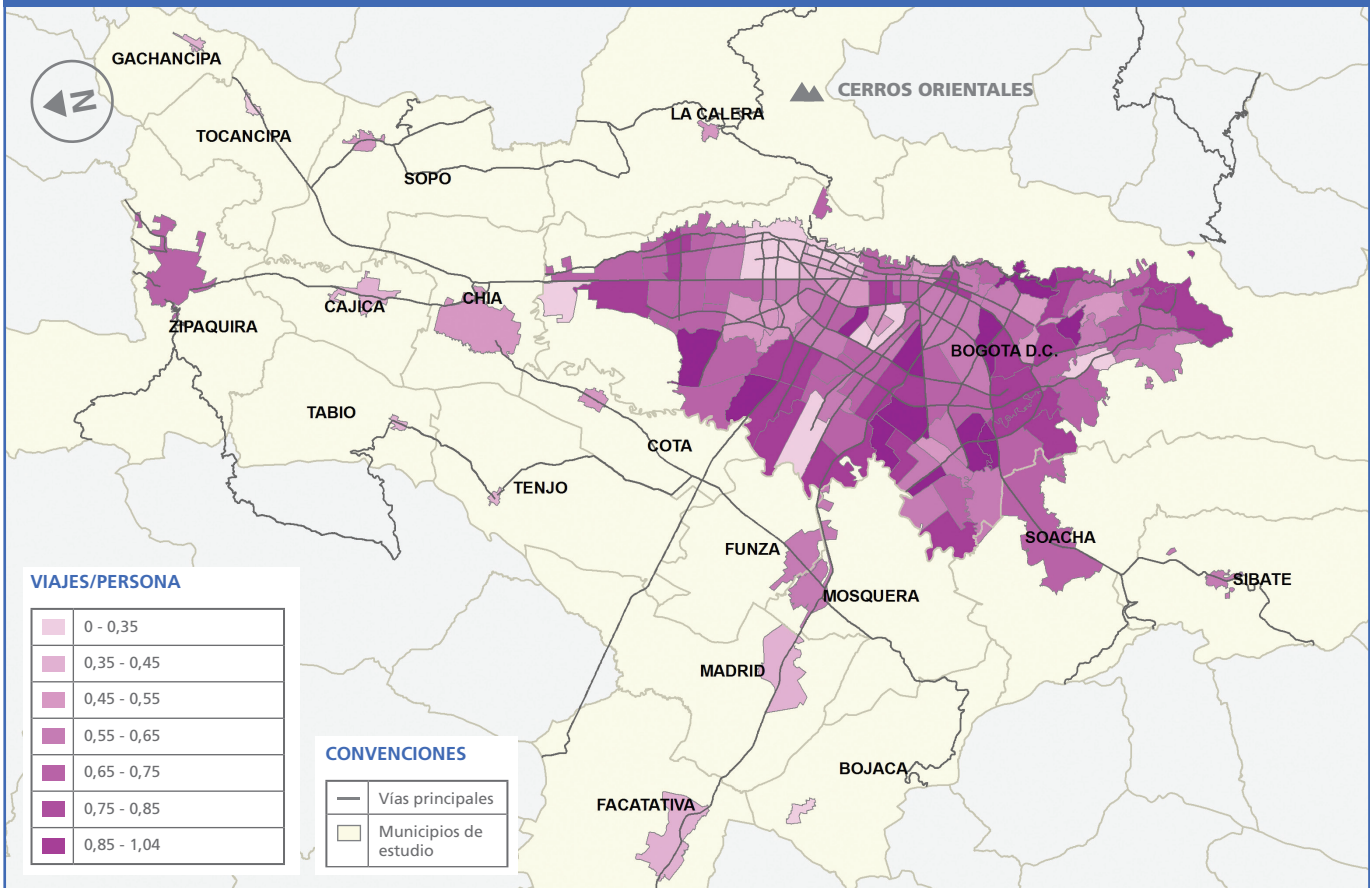 GACHANCIPA
N
TOCANCIPA
SOPO
LA CALERA
CERROS ORIENTALES
CAJICA
CHIA
ZIPAQUIRA
BOGOTA D.C.
TABIO
COTA
TENJO
FUNZA
SOACHA
SIBATE
MOSQUERA
MADRID
BOJACA
FACATATIVA
VIAJES/PERSONA
0 - 0,35
0,35 - 0,45
0,45 - 0,55
0,55 - 0,65
0,65 - 0,75
0,75 - 0,85
0,85 - 1,04
CONVENCIONES
Vías principales
Municipios de
estudio